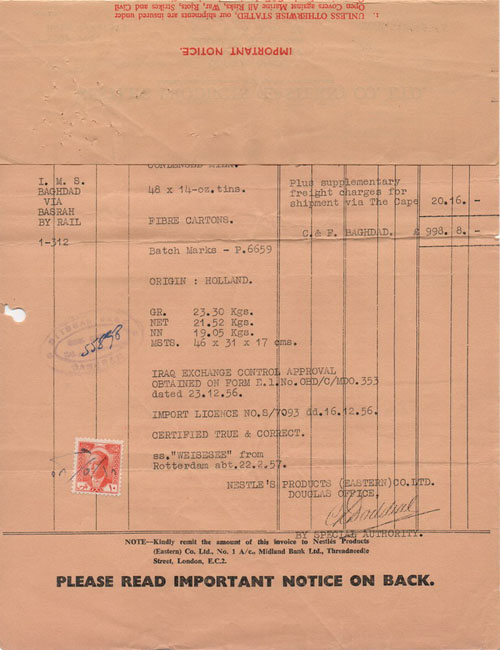 UNLESS OTHERWISE STATED, our shipments are insured under
Open Covers against Marine All Risks, War, Riots, Strikes and Civil
IMPORTANT NOTICE.
CONDENSED MILK.
I. M. S.
BAGHDAD
VIA
BASRAH
BY RAIL
1-312
48 x 14-oz.tins.
FIBRE CARTONS.
Batch Marks - P.6659
ORIGIN : HOLLAND.
Plus supplementary
freight charges for
shipment via The Cape 20.16. -
C.& F. BAGHDAD. £ 998. 8. -
GR. 23.30 Kgs.
NET 21.52 Kgs.
NN 19.05 Kgs.
MSTS. 46 x 31 x 17 cms.
55898
IRAQ EXCHANGE CONTROL APPROVAL
OBTAINED ON FORM E.1.No.OBD/C/MDO.353
dated 23.12.56.
IMPORT LICENCE NO.S/7093 dd.16.12.56.
CERTIFIED TRUE & CORRECT.
ss."WEISESEE" from
Rotterdam abt.22.2.57.
NESTLE'S PRODUCTS (EASTERN)CO.LTD.
DOUGLAS OFFICE,
BY SPECIAL AUTHORITY.
NOTE—Kindly remit the amount of this invoice to Nestlés Products
(Eastern) Co. Ltd., No. 1 A/c., Midland Bank Ltd., Threadneedle
Street, London, E.C.2.
PLEASE READ IMPORTANT NOTICE ON BACK.